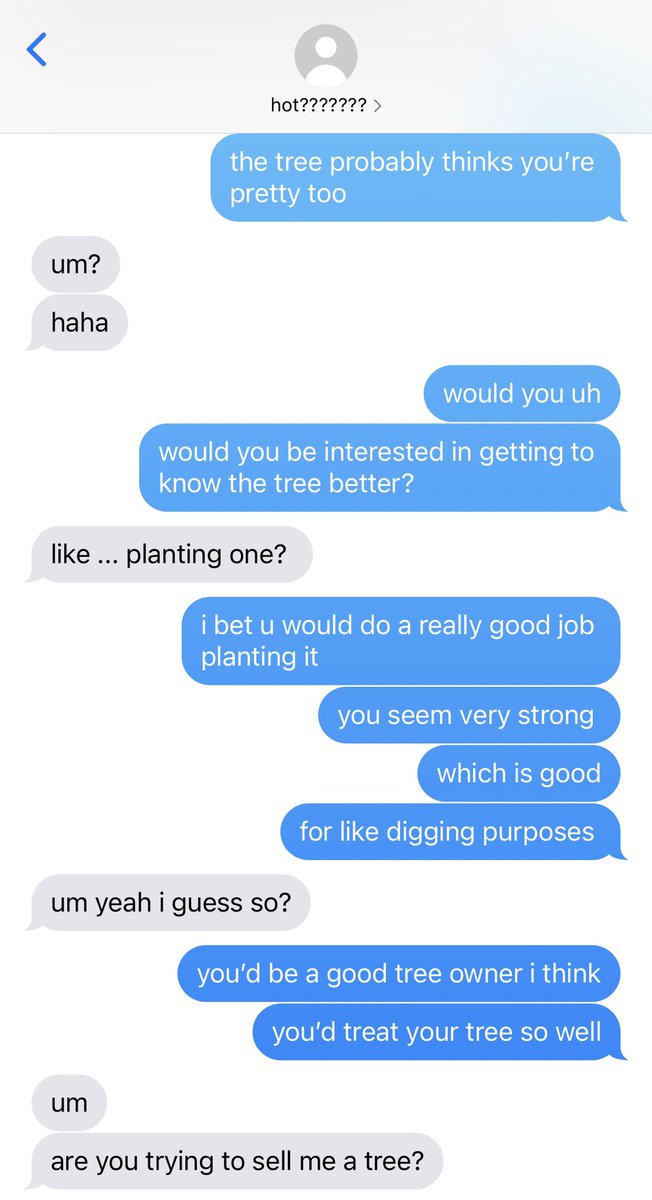 hot???????
the tree probably thinks you’re
pretty too
um?
haha
would you uh
would you be interested in getting to
know the tree better?
like ... planting one?
i bet u would do a really good job
planting it
you seem very strong
which is good
for like digging purposes
um yeah i guess so?
you’d be a good tree owner i think
you’d treat your tree so well
um
are you trying to sell me a tree?